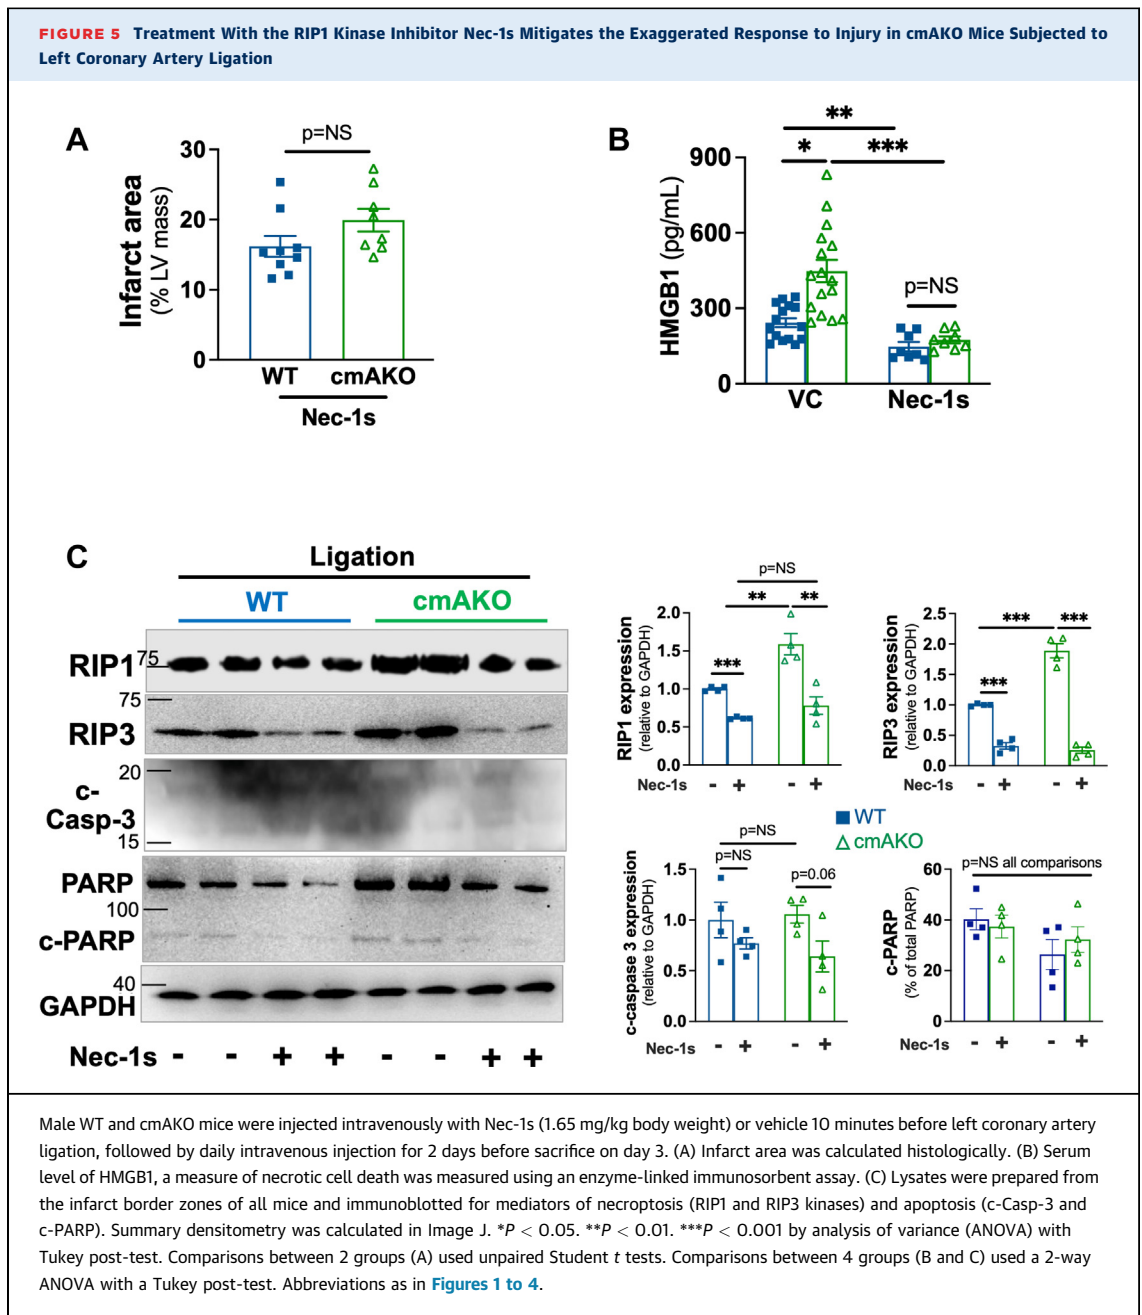 FIGURE 5 Treatment With the RIP1 Kinase Inhibitor Nec-1s Mitigates the Exaggerated Response to Injury in cmAKO Mice Subjected to
Left Coronary Artery Ligation
A
p=NS
Infarct area
(% LV mass)
30
20
10
0
WT
cmAKO
Nec-1s
B
**
*
***
HMGB1 (pg/mL)
900
600
300
0
p=NS
VC
Nec-1s
C
Ligation
WT
cmAKO
RIP1
75
75
RIP3
20
c-
Casp-3
15
PARP
100
c-PARP
40
GAPDH
Nec-1s - - + + - - + +
p=NS
** **
***
RIP1 expression
(relative to GAPDH)
2.0
1.5
1.0
0.5
0.0
Nec-1s - + - +
*** ***
***
RIP3 expression
(relative to GAPDH)
2.5
2.0
1.5
1.0
0.5
0.0
Nec-1s - + - +
WT
cmAKO
p=NS
p=NS
p=0.06
c-caspase 3 expression
(relative to GAPDH)
1.5
1.0
0.5
0.0
Nec-1s - + - +
p=NS all comparisons
c-PARP
(% of total PARP)
60
40
20
0
Nec-1s - + - +
Male WT and cmAKO mice were injected intravenously with Nec-1s (1.65 mg/kg body weight) or vehicle 10 minutes before left coronary artery
ligation, followed by daily intravenous injection for 2 days before sacrifice on day 3. (A) Infarct area was calculated histologically. (B) Serum
level of HMGB1, a measure of necrotic cell death was measured using an enzyme-linked immunosorbent assay. (C) Lysates were prepared from
the infarct border zones of all mice and immunoblotted for mediators of necroptosis (RIP1 and RIP3 kinases) and apoptosis (c-Casp-3 and
c-PARP). Summary densitometry was calculated in Image J. *P < 0.05. **P < 0.01. ***P < 0.001 by analysis of variance (ANOVA) with
Tukey post-test. Comparisons between 2 groups (A) used unpaired Student t tests. Comparisons between 4 groups (B and C) used a 2-way
ANOVA with a Tukey post-test. Abbreviations as in Figures 1 to 4.